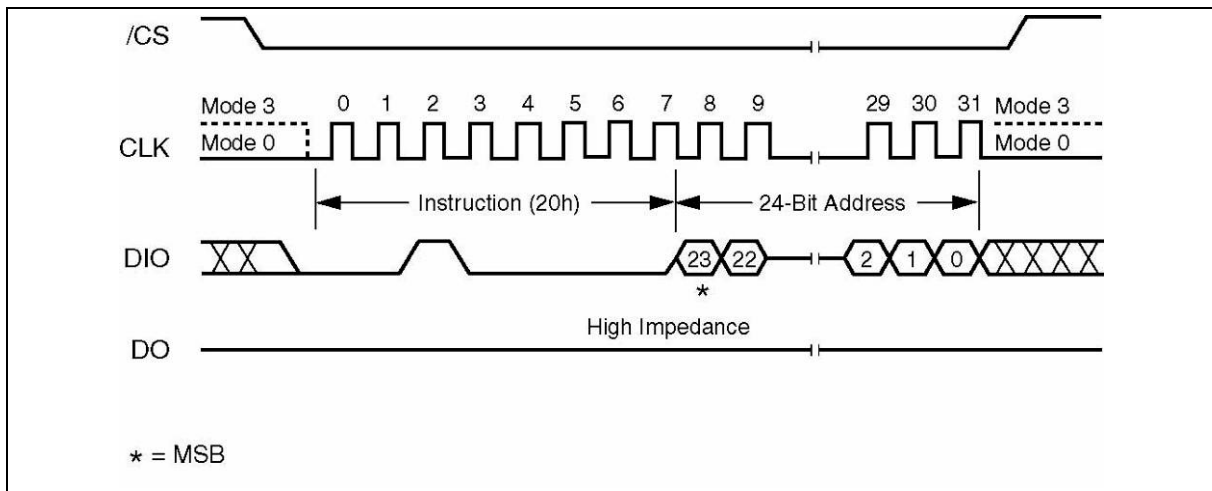 /CS
Mode 3 0 1 2 3 4 5 6 7 8 9 29 30 31 Mode 3
CLK Mode 0 Mode 0
Instruction (20h) 24-Bit Address
DIO 23 22 2 1 0
*
High Impedance
DO
* = MSB